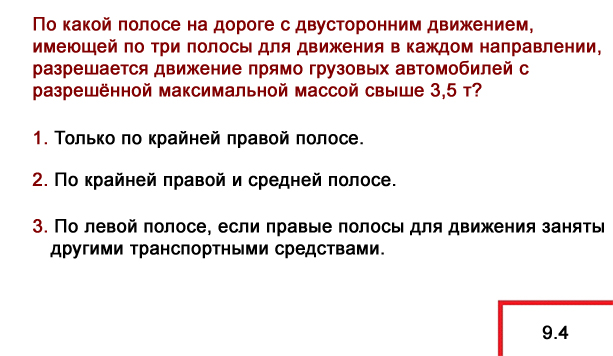 По какой полосе на дороге с двусторонним движением,
имеющей по три полосы для движения в каждом направлении,
разрешается движение прямо грузовых автомобилей с
разрешённой максимальной массой свыше 3,5 т?
1. Только по крайней правой полосе.
2. По крайней правой и средней полосе.
3. По левой полосе, если правые полосы для движения заняты
другими транспортными средствами.
9.4